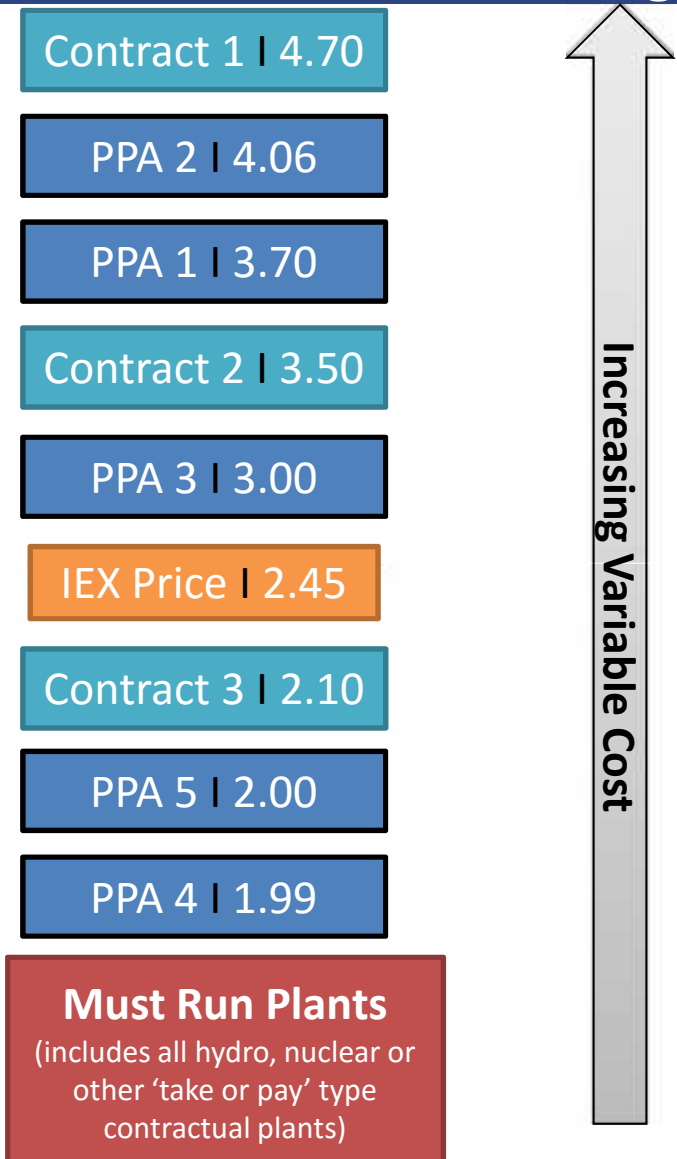 Contract 1 I 4.70
PPA 2 I 4.06
PPA 1 I 3.70
Contract 2 I 3.50
PPA 3 I 3.00
IEX Price I 2.45
Contract 3 I 2.10
PPA 5 I 2.00
PPA 4 I 1.99
Must Run Plants
(includes all hydro, nuclear or
other ‘take or pay’ type
contractual plants)
Increasing Variable Cost